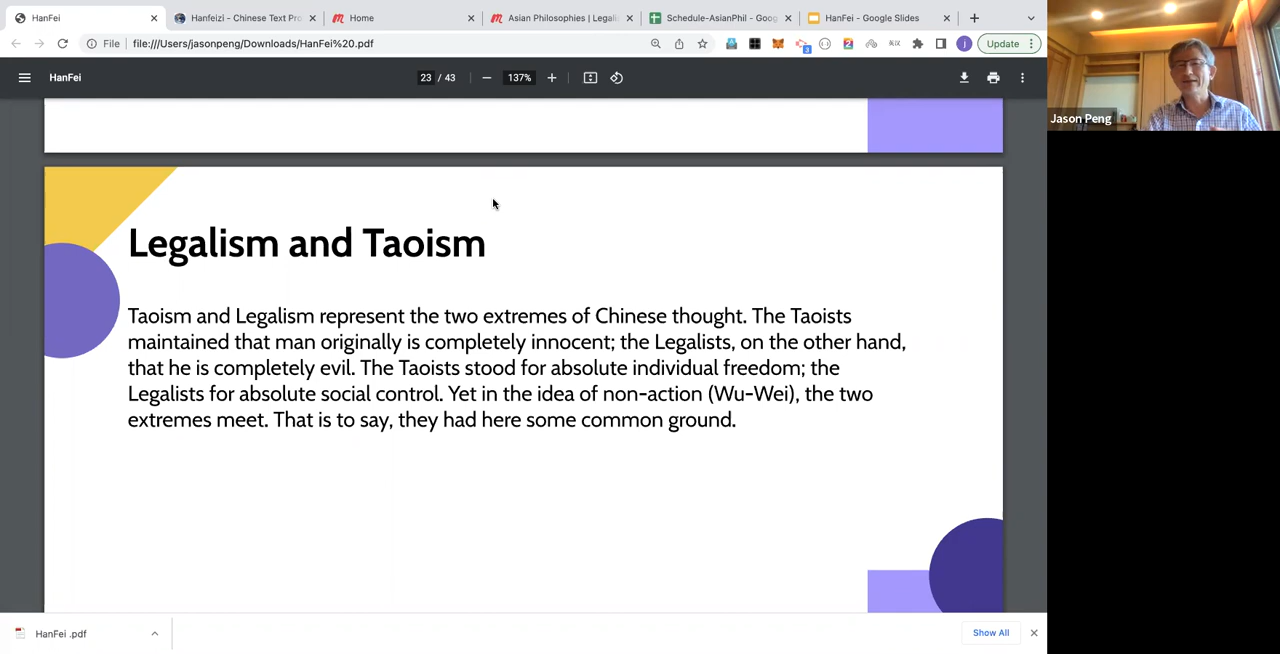 HanFei
Hanfeizi - Chinese Text Pro
Home
Asian Philosophies | Legali
Schedule-AsianPhil - Goog
HanFei - Google Slides
File
file:///Users/jasonpeng/Downloads/HanFei%20.pdf
j
Update
HanFei
23 / 43
137%
Jason Peng
Legalism and Taoism
Taoism and Legalism represent the two extremes of Chinese thought. The Taoists
maintained that man originally is completely innocent; the Legalists, on the other hand,
that he is completely evil. The Taoists stood for absolute individual freedom; the
Legalists for absolute social control. Yet in the idea of non-action (Wu-Wei), the two
extremes meet. That is to say, they had here some common ground.
HanFei .pdf
Show All